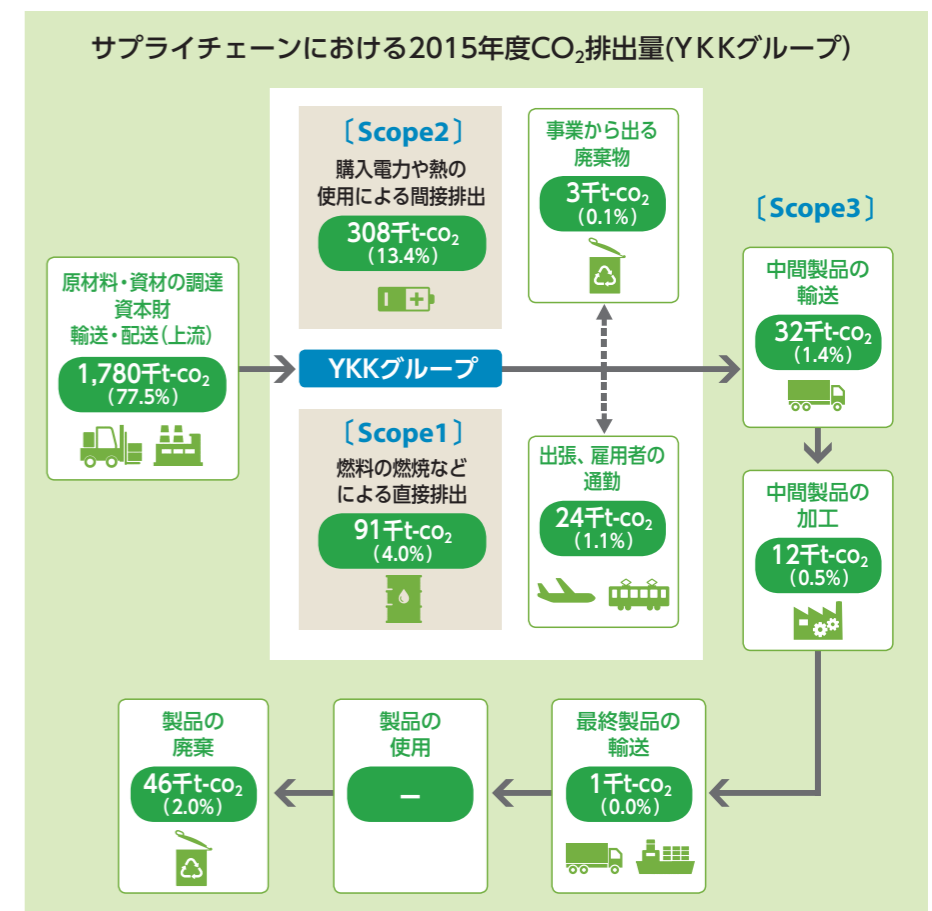 サプライチェーンにおける2015年度CO₂排出量(YKKグループ)
原材料・資材の調達
資本財
輸送・配送(上流)
1,780千t-co₂
(77.5%)
〔Scope2〕
購入電力や熱の
使用による間接排出
308千t-co₂
(13.4%)
YKKグループ
〔Scope1〕
燃料の燃焼など
による直接排出
91千t-co₂
(4.0%)
事業から出る
廃棄物
3千t-co₂
(0.1%)
出張、雇用者の
通勤
24千t-co₂
(1.1%)
〔Scope3〕
中間製品の
輸送
32千t-co₂
(1.4%)
中間製品の
加工
12千t-co₂
(0.5%)
最終製品の
輸送
1千t-co₂
(0.0%)
製品の
使用
–
製品の
廃棄
46千t-co₂
(2.0%)